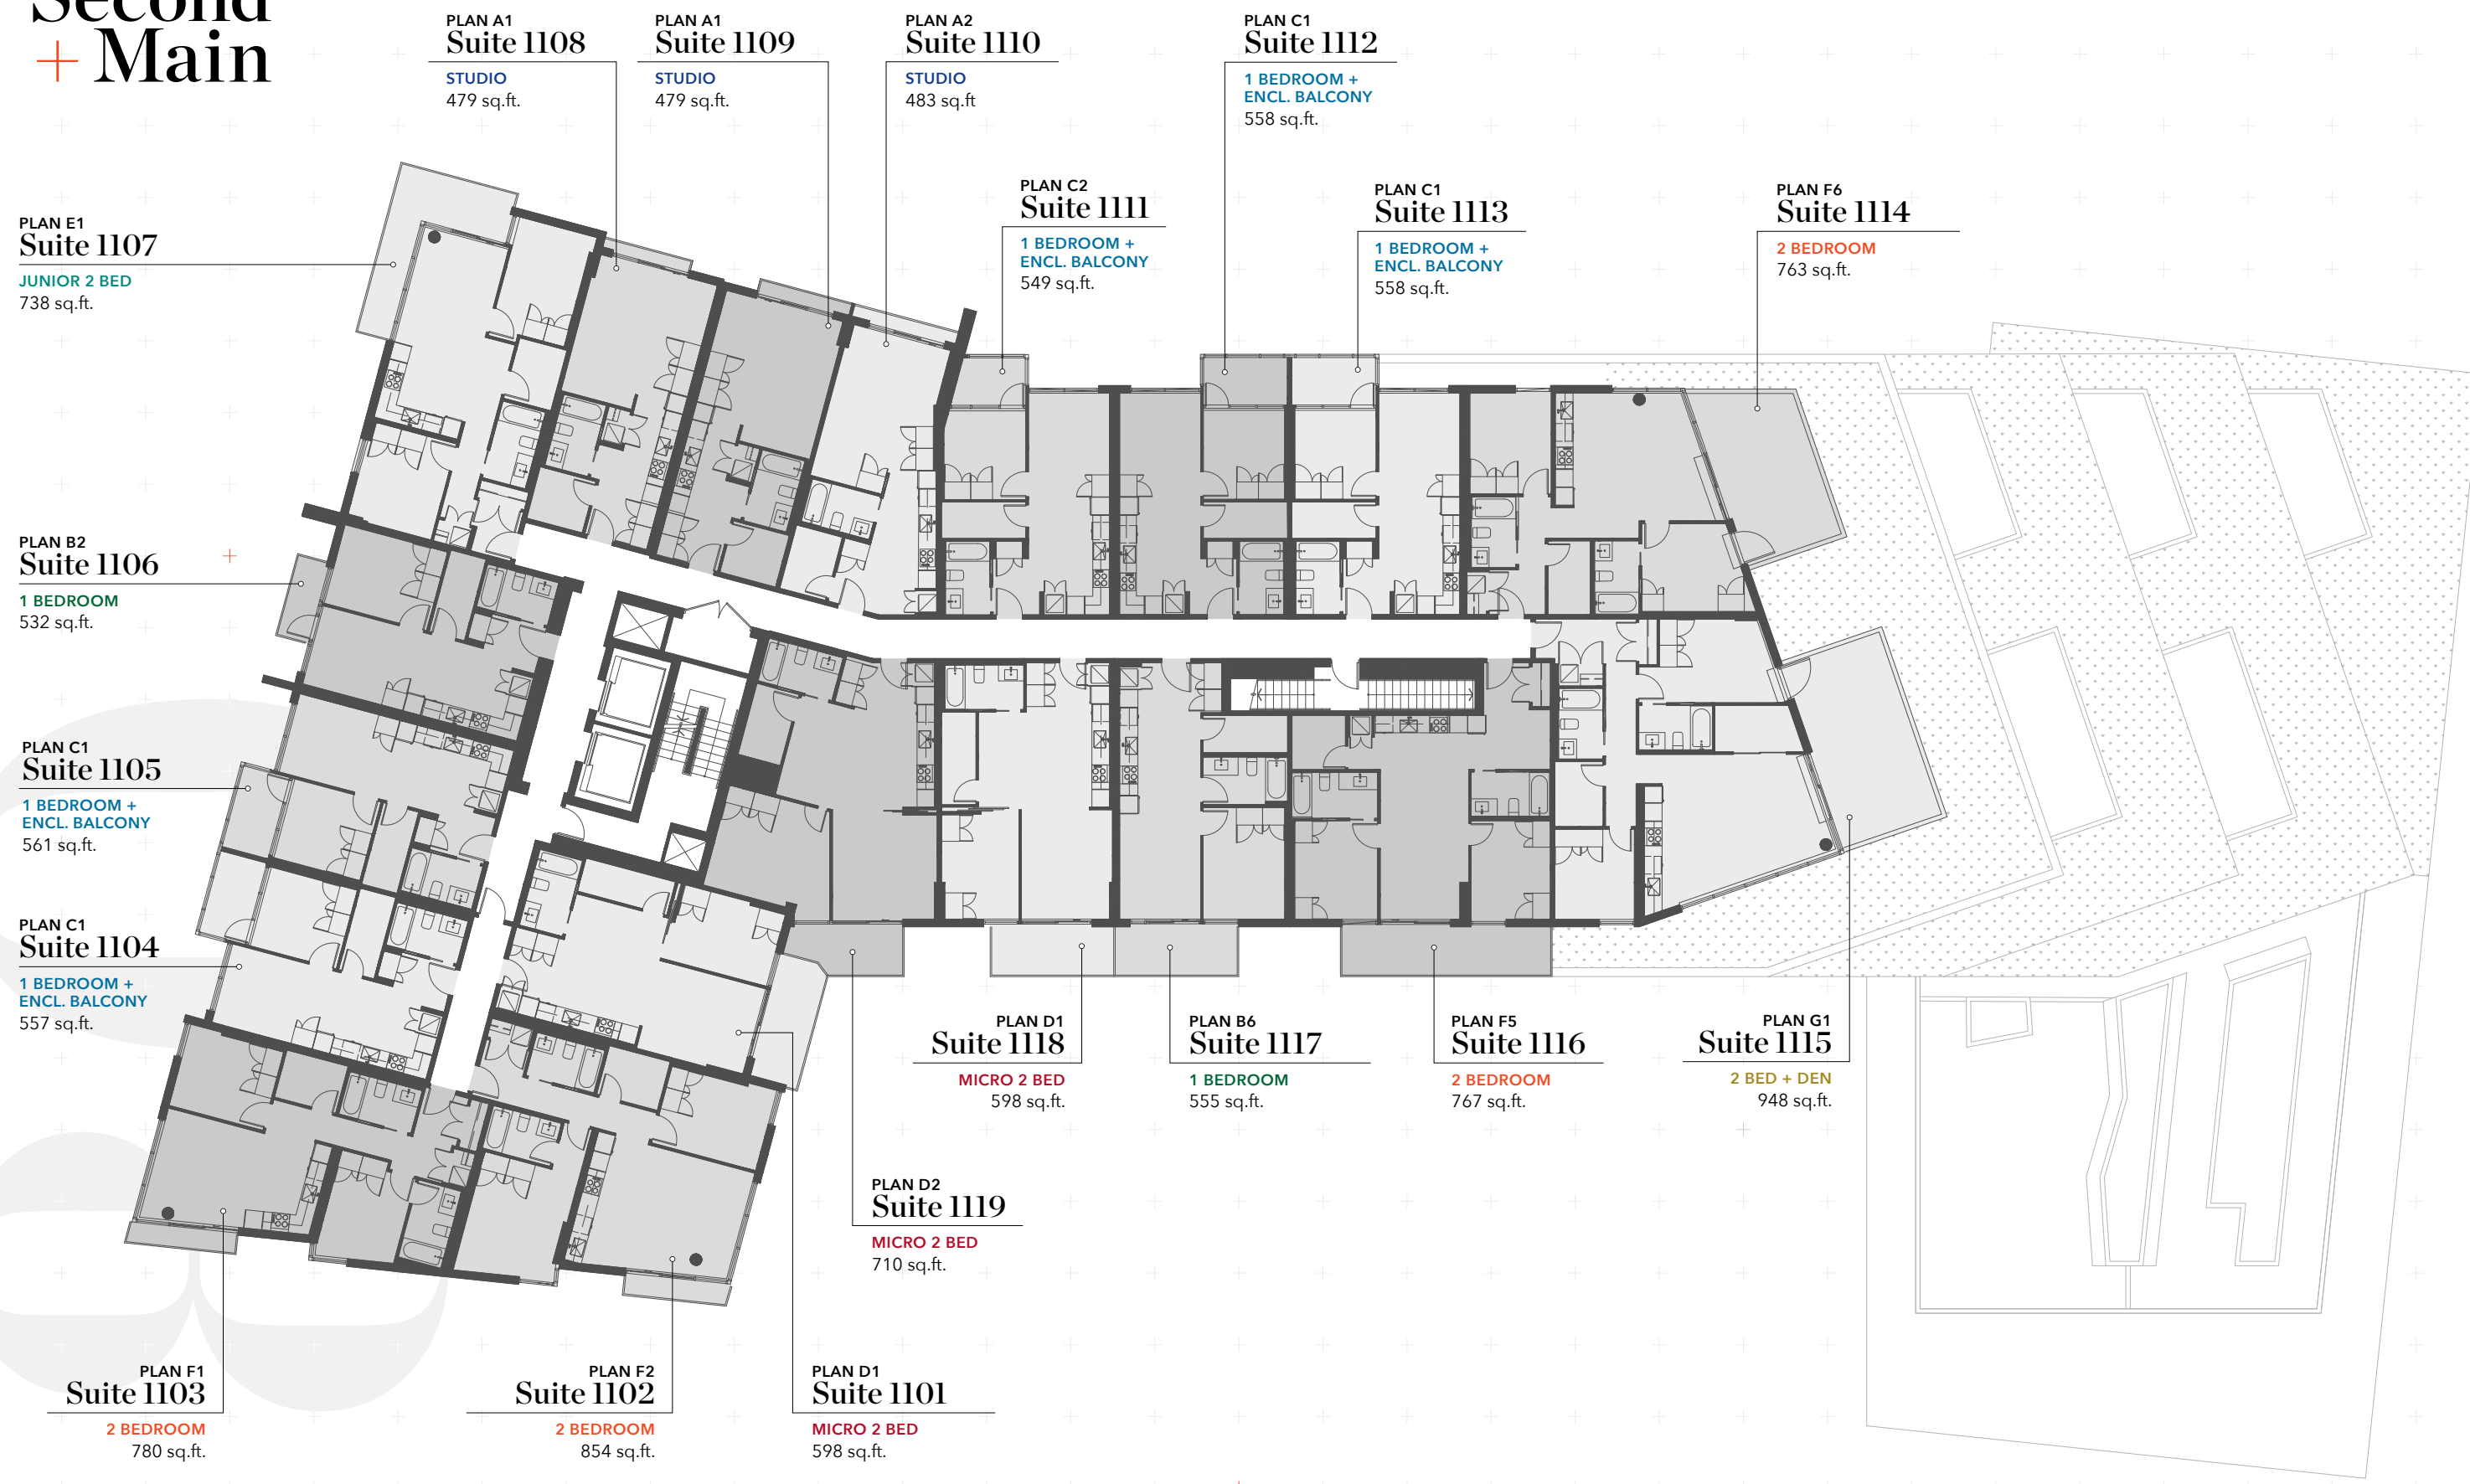 Second
+ Main
PLAN A1
Suite 1108
STUDIO
479 sq.ft.
PLAN A1
Suite 1109
STUDIO
479 sq.ft.
PLAN A2
Suite 1110
STUDIO
483 sq.ft
PLAN C1
Suite 1112
1 BEDROOM +
ENCL. BALCONY
558 sq.ft.
PLAN C2
Suite 1111
1 BEDROOM +
ENCL. BALCONY
549 sq.ft.
PLAN C1
Suite 1113
1 BEDROOM +
ENCL. BALCONY
558 sq.ft.
PLAN F6
Suite 1114
2 BEDROOM
763 sq.ft.
PLAN E1
Suite 1107
JUNIOR 2 BED
738 sq.ft.
PLAN B2
Suite 1106
1 BEDROOM
532 sq.ft.
PLAN C1
Suite 1105
1 BEDROOM +
ENCL. BALCONY
561 sq.ft.
PLAN C1
Suite 1104
1 BEDROOM +
ENCL. BALCONY
557 sq.ft.
PLAN D1
Suite 1118
MICRO 2 BED
598 sq.ft.
PLAN B6
Suite 1117
1 BEDROOM
555 sq.ft.
PLAN F5
Suite 1116
2 BEDROOM
767 sq.ft.
PLAN G1
Suite 1115
2 BED + DEN
948 sq.ft.
PLAN D2
Suite 1119
MICRO 2 BED
710 sq.ft.
PLAN F1
Suite 1103
2 BEDROOM
780 sq.ft.
PLAN F2
Suite 1102
2 BEDROOM
854 sq.ft.
PLAN D1
Suite 1101
MICRO 2 BED
598 sq.ft.